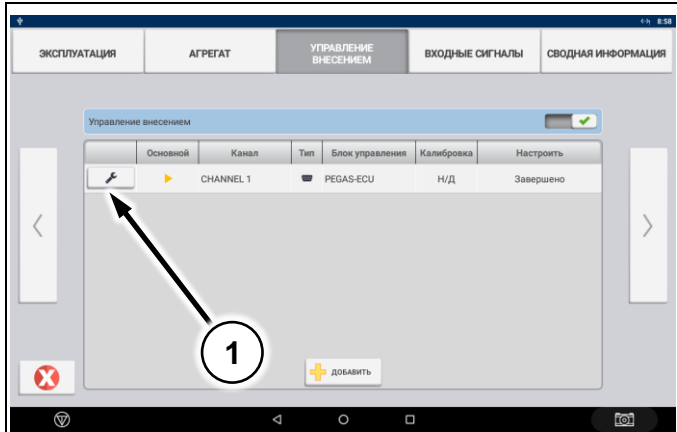 8:58
ЭКСПЛУАТАЦИЯ
АГРЕГАТ
УПРАВЛЕНИЕ
ВНЕСЕНИЕМ
ВХОДНЫЕ СИГНАЛЫ
СВОДНАЯ ИНФОРМАЦИЯ
Управление внесением
Основной Канал Тип Блок управления Калибровка Настроить
CHANNEL 1 PEGAS-ECU Н/Д Завершено
1
ДОБАВИТЬ